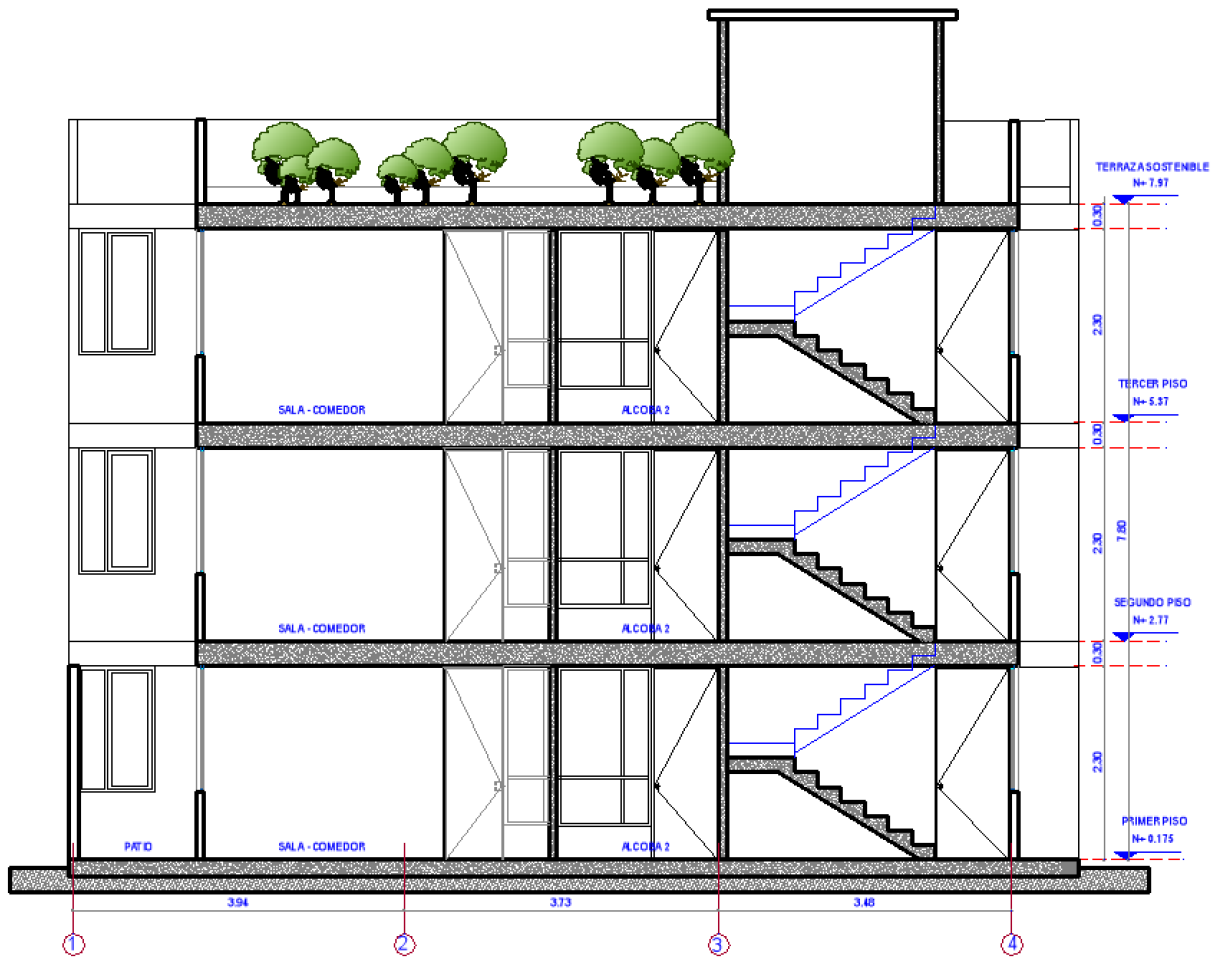 TERRAZA SOSTENIBLE
N+ 7.97
0.30
2.30
TERCER PISO
N+ 5.37
SALA - COMEDOR
ALCOBA 2
0.30
2.30
7.80
SEGUNDO PISO
N+ 2.77
SALA - COMEDOR
ALCOBA 2
0.30
2.30
PRIMER PISO
N+ 0.175
PATIO
SALA - COMEDOR
ALCOBA 2
3.94
3.73
3.48
1
2
3
4